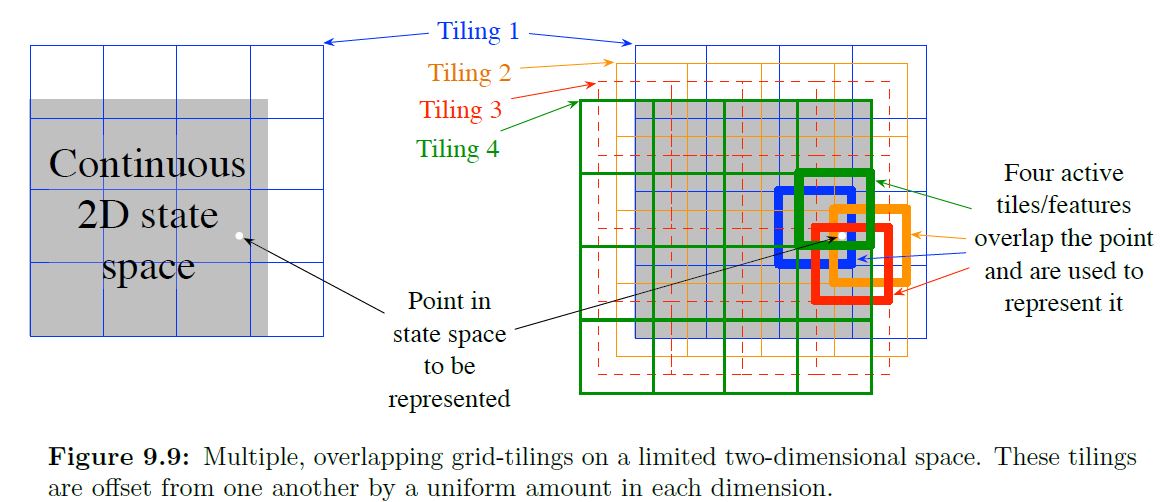 Tiling 1
Tiling 2
Tiling 3
Tiling 4
Continuous
2D state
space
Point in
state space
to be
represented
Four active
tiles/features
overlap the point
and are used to
represent it
Figure 9.9: Multiple, overlapping grid-tilings on a limited two-dimensional space. These tilings
are offset from one another by a uniform amount in each dimension.